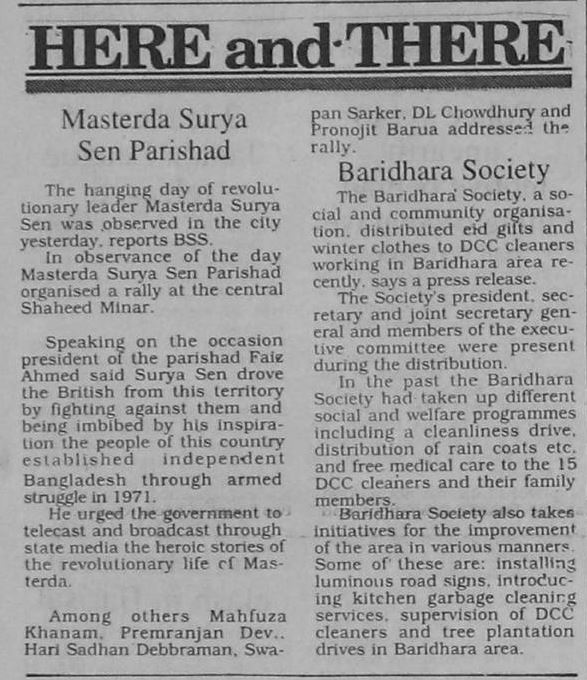 HERE and THERE
Masterda Surya
Sen Parishad
The hanging day of revolu-
tionary leader Masterda Surya
Sen was observed in the city
yesterday, reports BSS.
In observance of the day
Masterda Surya Sen Parishad
organised a rally at the central
Shaheed Minar.
Speaking on the occasion
president of the parishad Faiz
Ahmed said Surya Sen drove
the British from this territory
by fighting against them and
being imbibed by his inspira-
tion the people of this country
established independent
Bangladesh through armed
struggle in 1971.
He urged the government to
telecast and broadcast through
state media the heroic stories of
the revolutionary life of Mas-
terda.
Among others Mahfuza
Khanam, Premranjan Dev..
Hari Sadhan Debbraman, Swa-
pan Sarker, DL Chowdhury and
Pronojit Barua addressed the
rally.
Baridhara Society
The Baridhara Society, a so-
cial and community organisa-
tion, distributed eid gifts and
winter clothes to DCC cleaners
working in Baridhara area re-
cently, says a press release.
The Society's president, sec-
retary and joint secretary gen-
eral and members of the execu-
tive committee were present
during the distribution.
In the past the Baridhara
Society had taken up different
social and welfare programmes
including a cleanliness drive,
distribution of rain coats etc,
and free medical care to the 15
DCC cleaners and their family
members.
Baridhara Society also takes
initiatives for the improvement
of the area in various manners.
Some of these are: installing
luminous road signs, introduc-
ing kitchen garbage cleaning
services, supervision of DCC
cleaners and tree plantation
drives in Baridhara area.